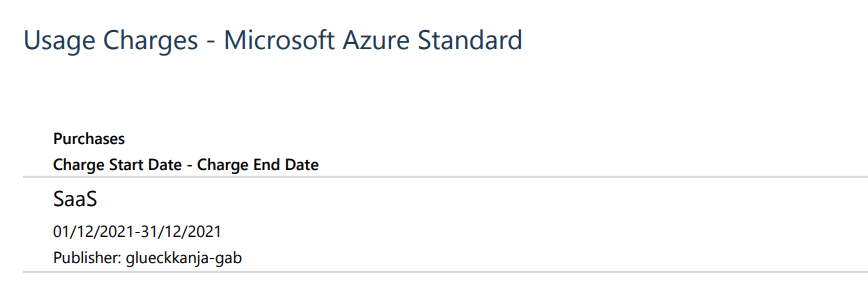 Usage Charges - Microsoft Azure Standard
Purchases
Charge Start Date - Charge End Date
SaaS
01/12/2021-31/12/2021
Publisher: glueckkanja-gab